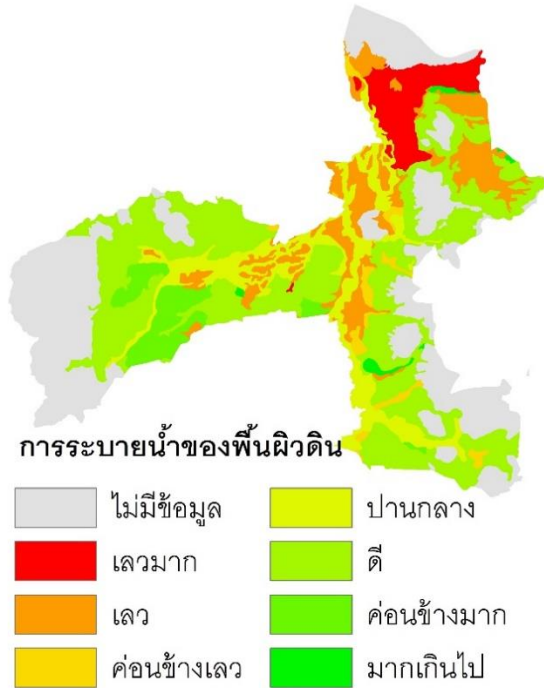 การระบายน้ำของพื้นผิวดิน
ไม่มีข้อมูล
เลวมาก
เลว
ค่อนข้างเลว
ปานกลาง
ดี
ค่อนข้างมาก
มากเกินไป